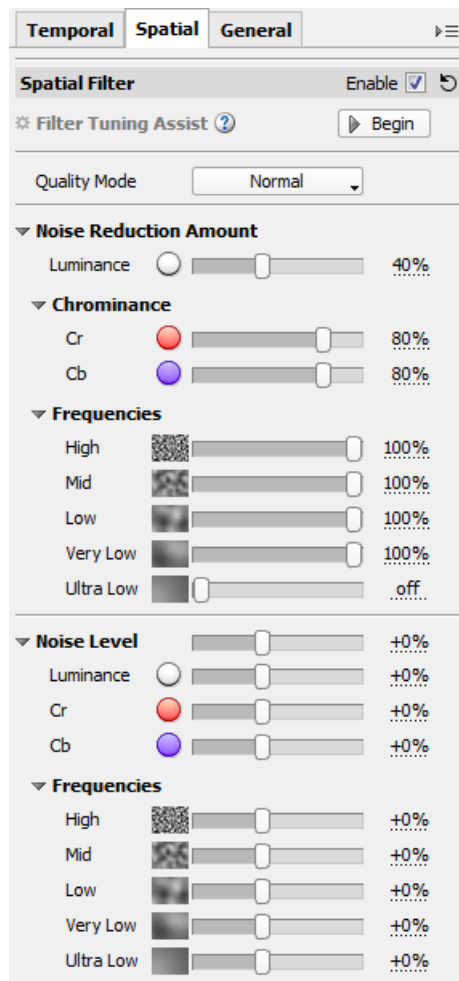 Temporal Spatial General
Spatial Filter Enable
Filter Tuning Assist ? Begin
Quality Mode Normal
Noise Reduction Amount
Luminance 40%
Chrominance
Cr 80%
Cb 80%
Frequencies
High 100%
Mid 100%
Low 100%
Very Low 100%
Ultra Low off
Noise Level +0%
Luminance +0%
Cr +0%
Cb +0%
Frequencies
High +0%
Mid +0%
Low +0%
Very Low +0%
Ultra Low +0%